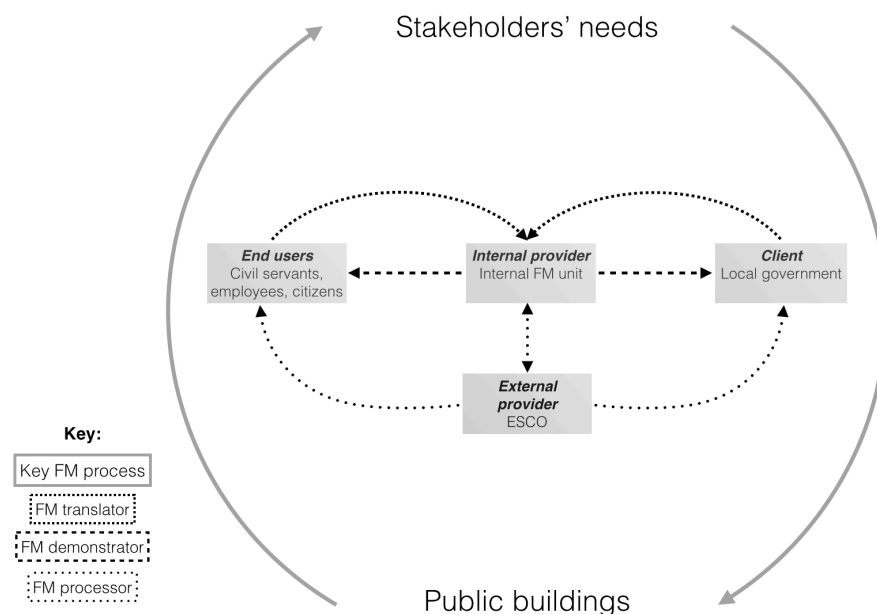 Stakeholders' needs
End users
Civil servants,
employees, citizens
Internal provider
Internal FM unit
Client
Local government
External
provider
ESCO
Key:
Key FM process
FM translator
FM demonstrator
FM processor
Public buildings